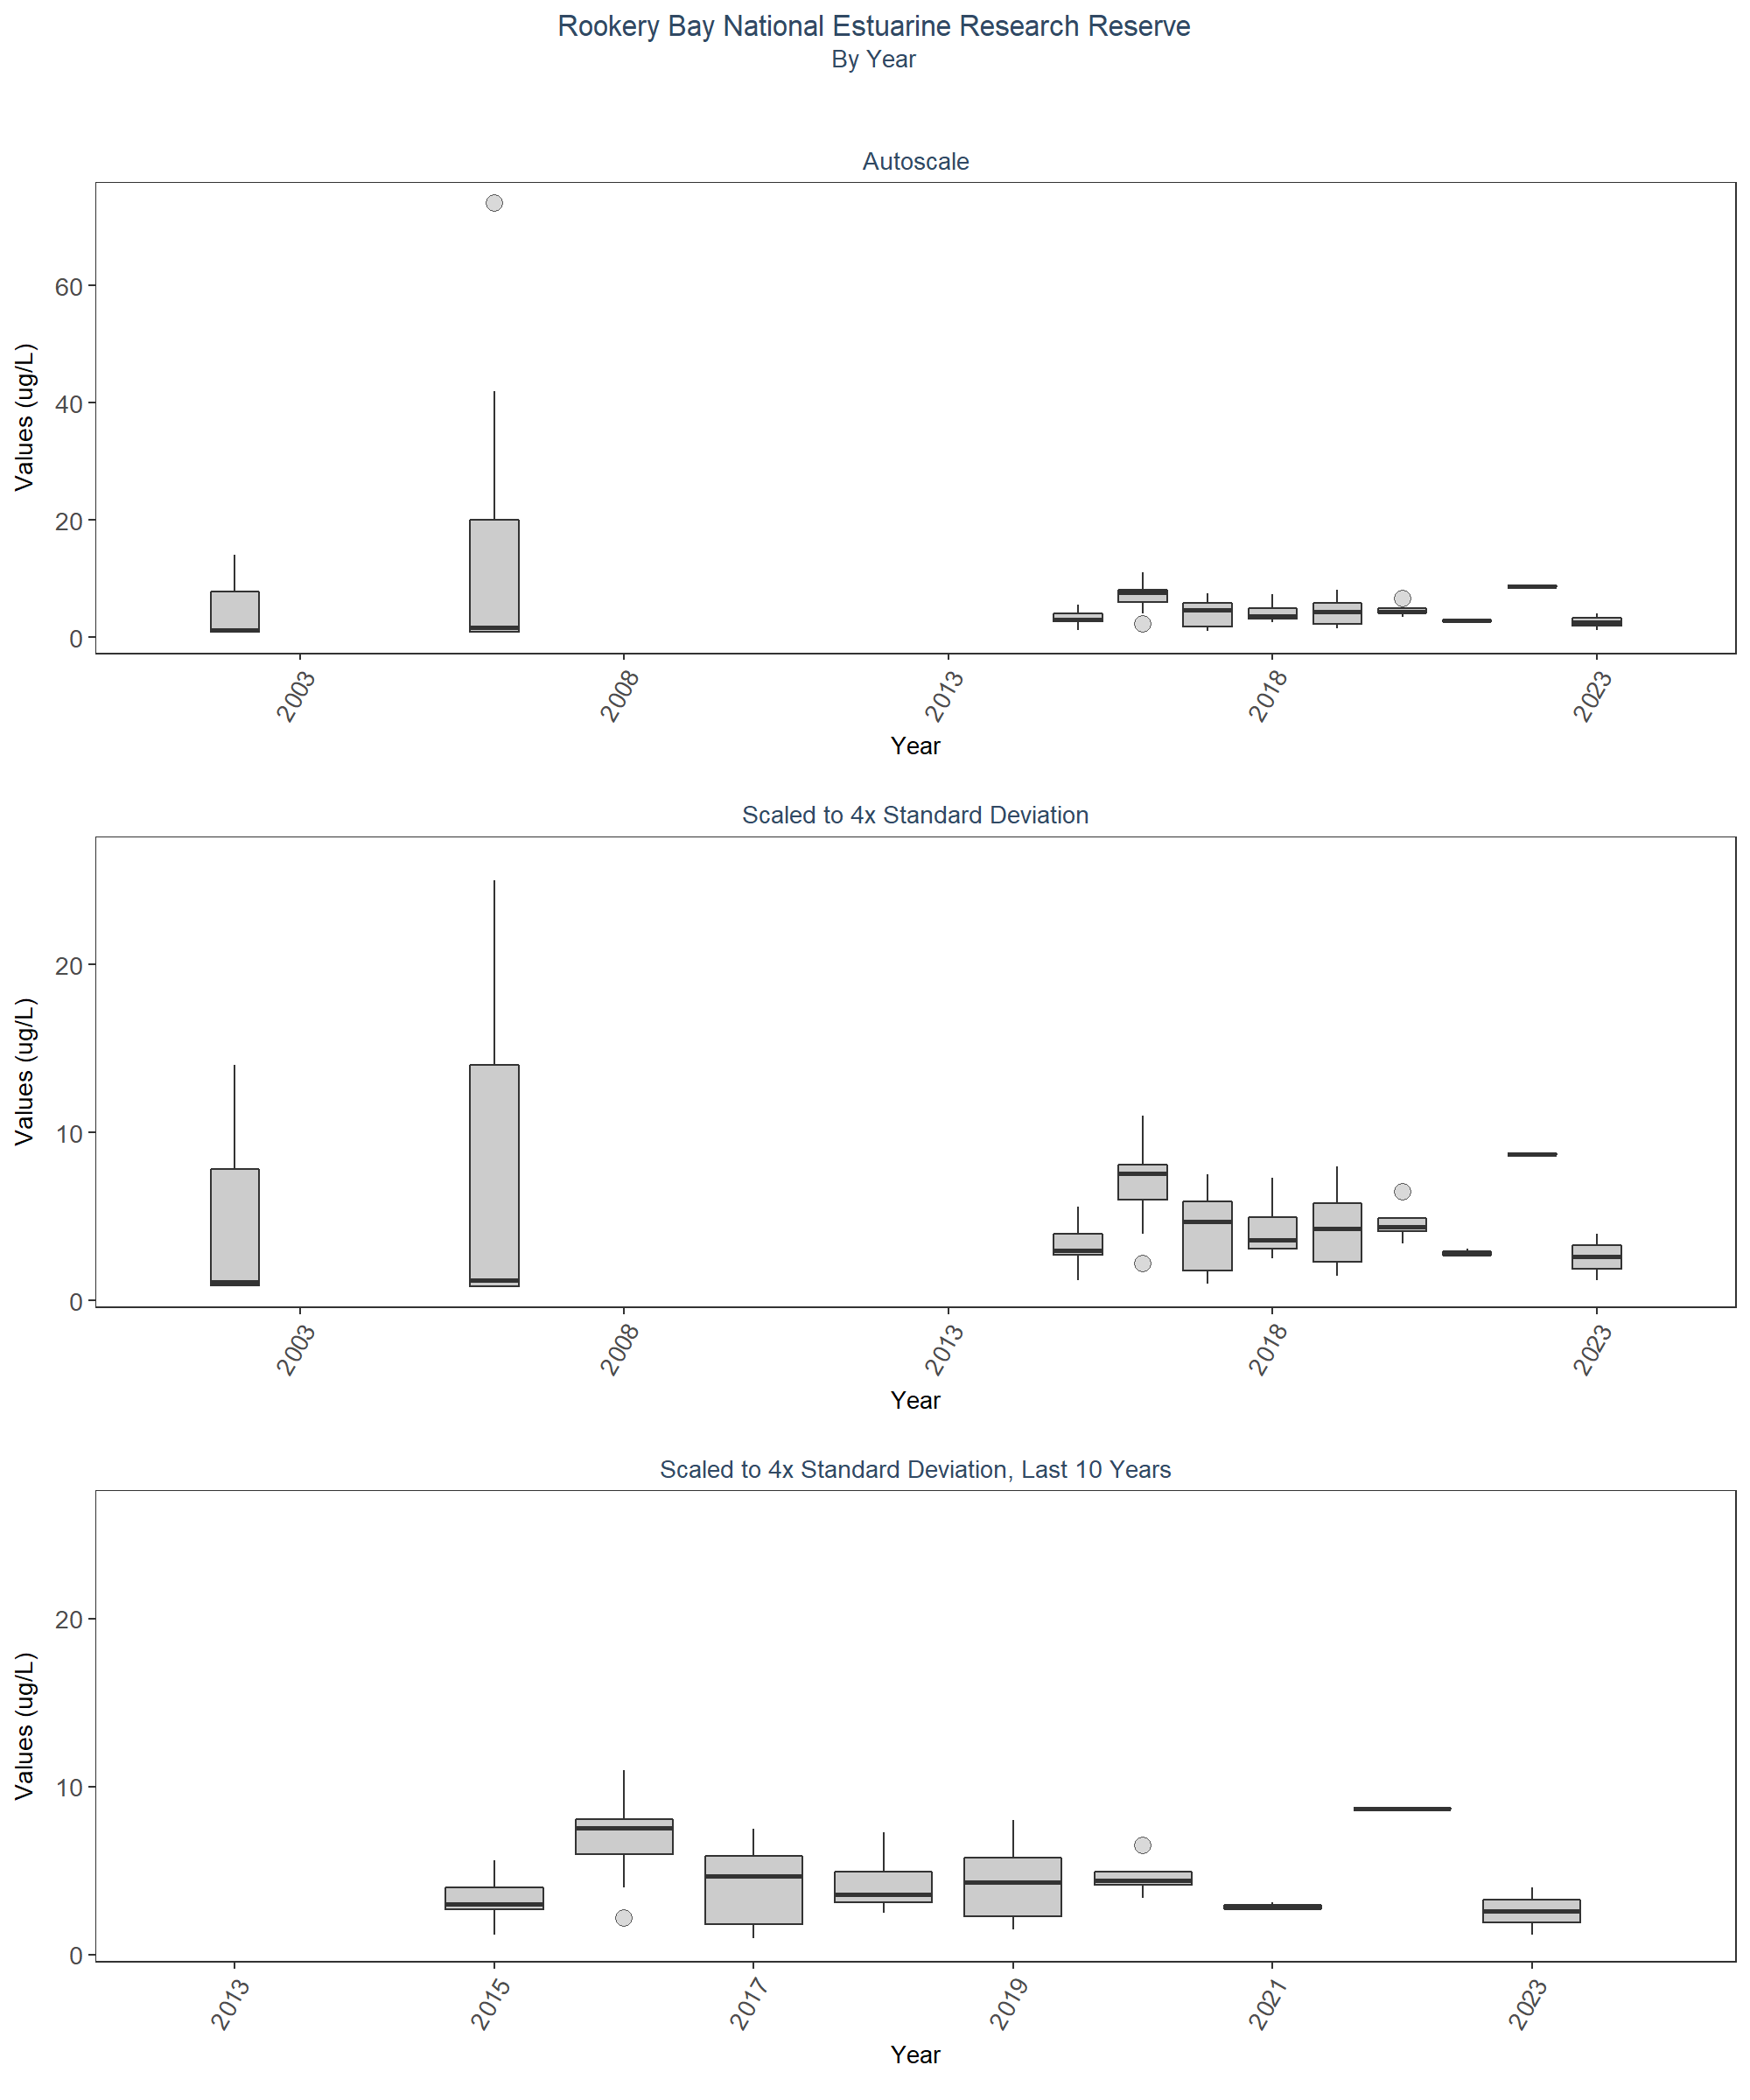 Rookery Bay National Estuarine Research Reserve
By Year
Autoscale
Values (ug/L)
60
40
20
0
2003
2008
2013
2018
2023
Year
Scaled to 4x Standard Deviation
Values (ug/L)
20
10
0
2003
2008
2013
2018
2023
Year
Scaled to 4x Standard Deviation, Last 10 Years
Values (ug/L)
20
10
0
2013
2015
2017
2019
2021
2023
Year